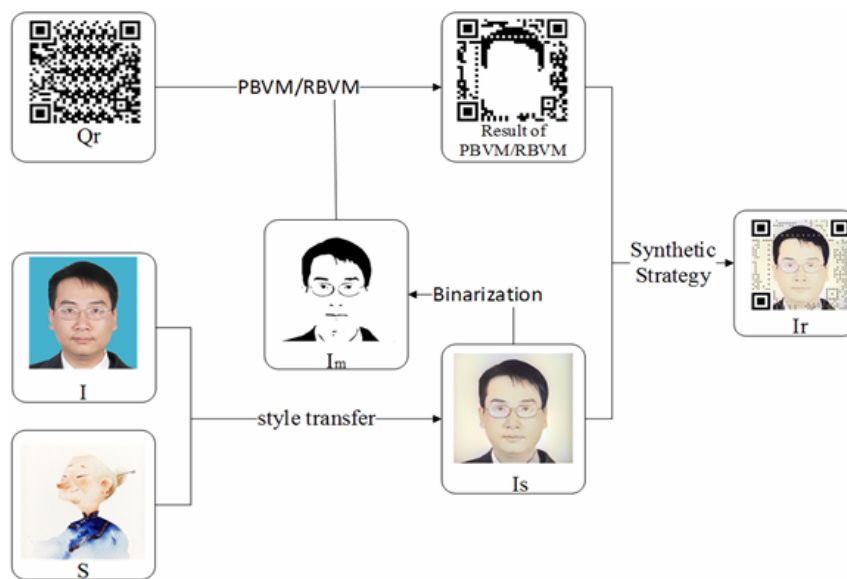 Qr
PBVM/RBVM
Result of
PBVM/RBVM
I
Im
Binarization
Synthetic
Strategy
Ir
S
style transfer
Is